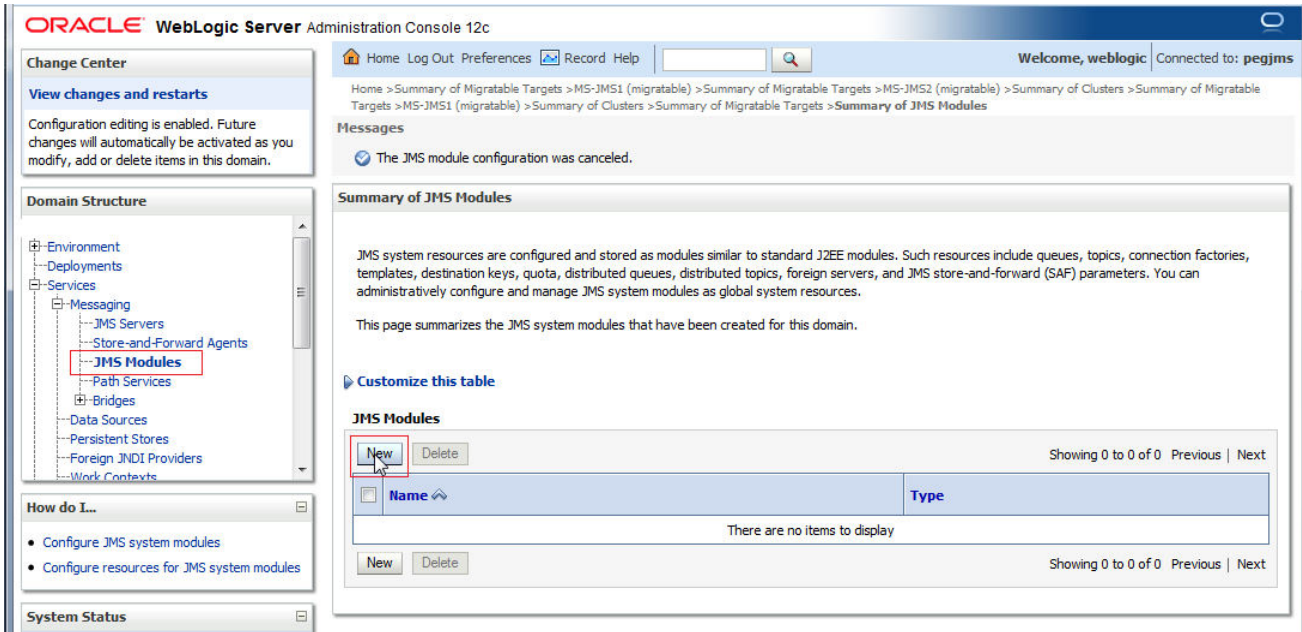 ORACLE WebLogic Server Administration Console 12c
Change Center
View changes and restarts
Configuration editing is enabled. Future
changes will automatically be activated as you
modify, add or delete items in this domain.
Domain Structure
Environment
Deployments
Services
Messaging
JMS Servers
Store-and-Forward Agents
JMS Modules
Path Services
Bridges
Data Sources
Persistent Stores
Foreign JNDI Providers
Work Contexts
How do I...
Configure JMS system modules
Configure resources for JMS system modules
System Status
Home Log Out Preferences Record Help
Welcome, weblogic Connected to: pegjms
Home >Summary of Migratable Targets >MS-JMS1 (migratable) >Summary of Migratable Targets >MS-JMS2 (migratable) >Summary of Clusters >Summary of Migratable
Targets >MS-JMS1 (migratable) >Summary of Clusters >Summary of Migratable Targets >Summary of JMS Modules
Messages
The JMS module configuration was canceled.
Summary of JMS Modules
JMS system resources are configured and stored as modules similar to standard J2EE modules. Such resources include queues, topics, connection factories,
templates, destination keys, quota, distributed queues, distributed topics, foreign servers, and JMS store-and-forward (SAF) parameters. You can
administratively configure and manage JMS system modules as global system resources.
This page summarizes the JMS system modules that have been created for this domain.
Customize this table
JMS Modules
New Delete Showing 0 to 0 of 0 Previous | Next
Name Type
There are no items to display
New Delete Showing 0 to 0 of 0 Previous | Next